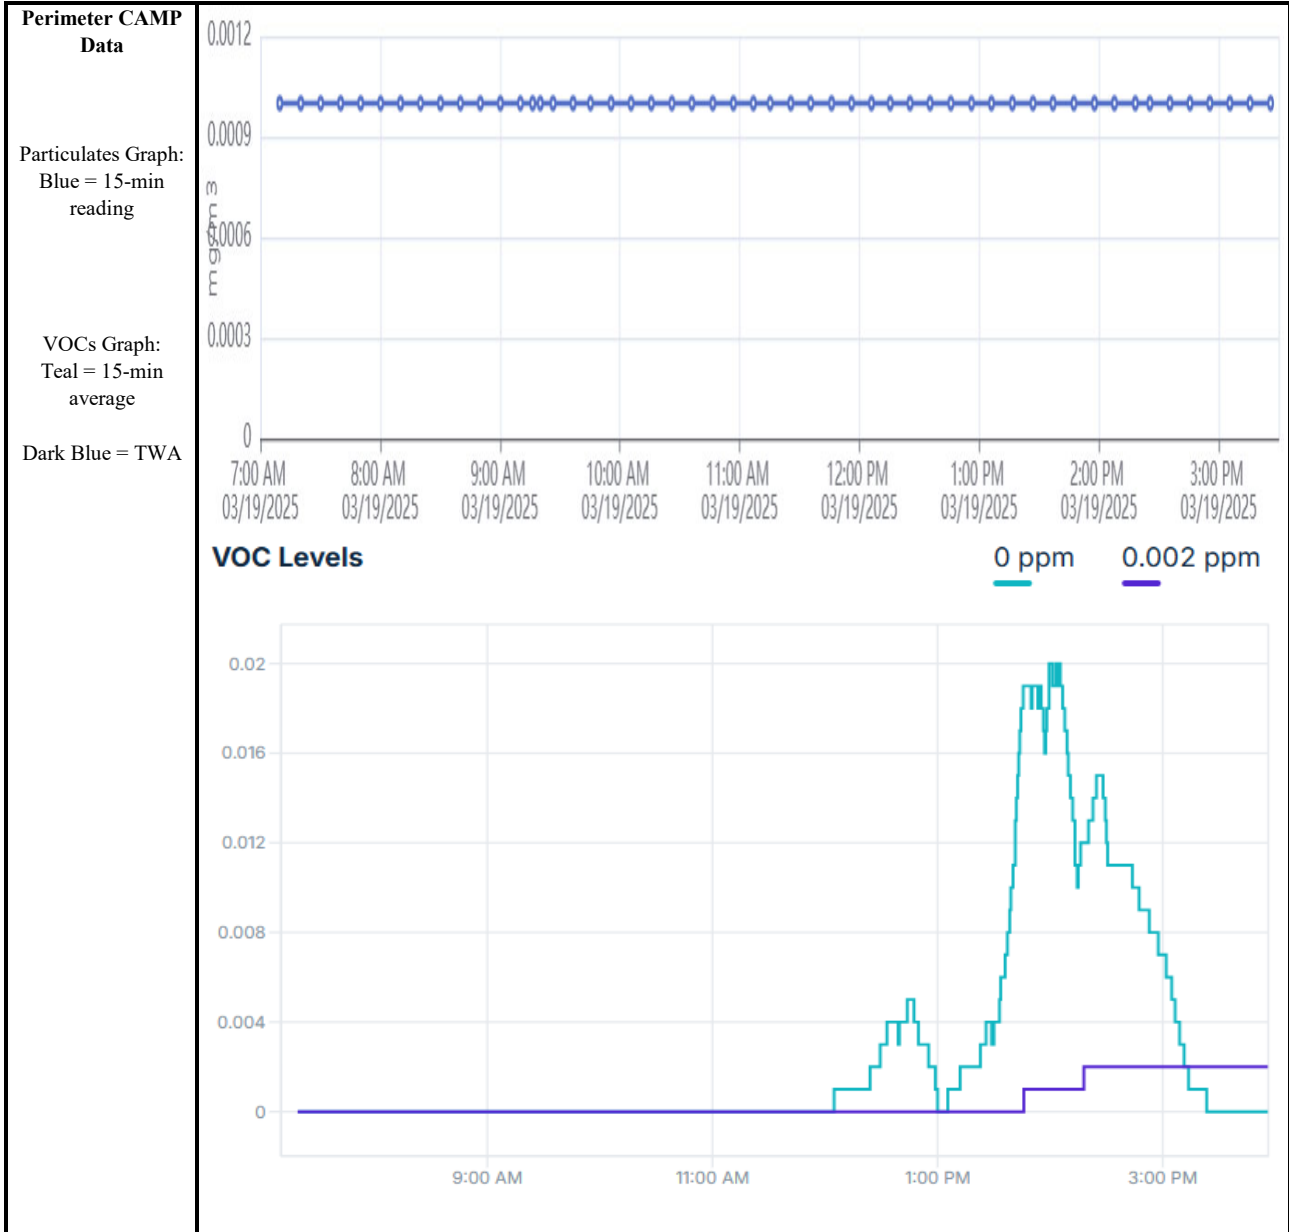 Perimeter CAMP
Data
Particulates Graph:
Blue = 15-min
reading
VOCs Graph:
Teal = 15-min
average
Dark Blue = TWA
0.0012
0.0009
0.0006
0.0003
0
mg/m3
7:00 AM 8:00 AM 9:00 AM 10:00 AM 11:00 AM 12:00 PM 1:00 PM 2:00 PM 3:00 PM
03/19/2025 03/19/2025 03/19/2025 03/19/2025 03/19/2025 03/19/2025 03/19/2025 03/19/2025 03/19/2025
VOC Levels 0 ppm 0.002 ppm
0.02
0.016
0.012
0.008
0.004
0
9:00 AM 11:00 AM 1:00 PM 3:00 PM